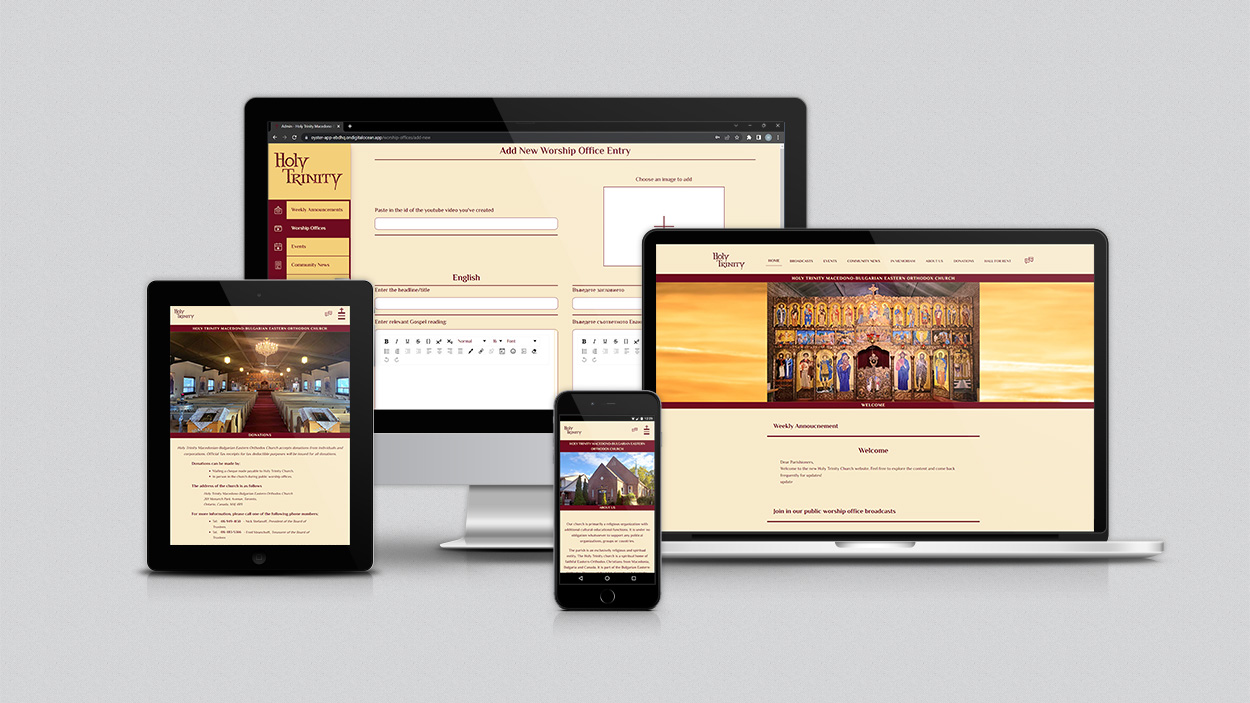 Admin - Holy Trinity Macedono-
oyster-app-ebdhq.ondigitalocean.app/worship-offices/add-new
Holy
Trinity
Weekly Announcements
Worship Offices
Events
Community News
Add New Worship Office Entry
Choose an image to add
Paste in the id of the youtube video you've created
English
Enter the headline/title
Въведете заглавието
Enter relevant Gospel reading:
Въведете съответното Еван
Normal
Font
Holy
Trinity
HOLY TRINITY MACEDONO-BULGARIAN EASTERN ORTHODOX CHURCH
DONATIONS
Holy Trinity Macedonian-Bulgarian Eastern Orthodox Church accepts donations from individuals and
corporations. Official Tax receipts for tax deductible purposes will be issued for all donations.
Donations can be made by:
Mailing a cheque made payable to Holy Trinity Church.
In person in the church during public worship offices.
The address of the church is as follows
Holy Trinity Macedono-Bulgarian Eastern Orthodox Church
Ontario, Canada
For more information, please call one of the following phone numbers:
President of the Board of
Trustees
Treasurer of the Board of
Trustees
Holy
Trinity
HOLY TRINITY MACEDONO-BULGARIAN EASTERN
ORTHODOX CHURCH
ABOUT US
Our church is primarily a religious organization with
additional cultural educational functions. It is under no
obligation whatsoever to support any political
organizations, groups or countries.
The parish is an exclusively religious and spiritual
entity. The Holy Trinity church is a spiritual home of
faithful Eastern Orthodox Christians from Macedonia,
Bulgaria and Canada. It is part of the Bulgarian Eastern
Holy
Trinity
HOME BROADCASTS EVENTS COMMUNITY NEWS IN MEMORIAM ABOUT US DONATIONS HALL FOR RENT
HOLY TRINITY MACEDONO-BULGARIAN EASTERN ORTHODOX CHURCH
WELCOME
Weekly Annoucnement
Welcome
Dear Parishioners,
Welcome to the new Holy Trinity Church website. Feel free to explore the content and come back
frequently for updates!
update
Join in our public worship office broadcasts